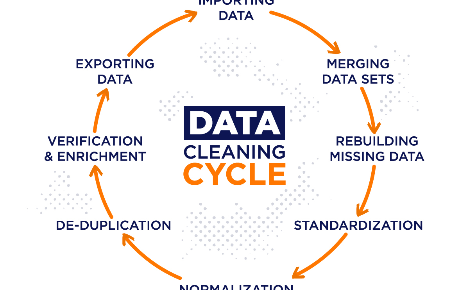 IMPORTING
DATA
EXPORTING
DATA
MERGING
DATA SETS
DATA
CLEANING
CYCLE
VERIFICATION
& ENRICHMENT
REBUILDING
MISSING DATA
DE-DUPLICATION
STANDARDIZATION
NORMALIZATION